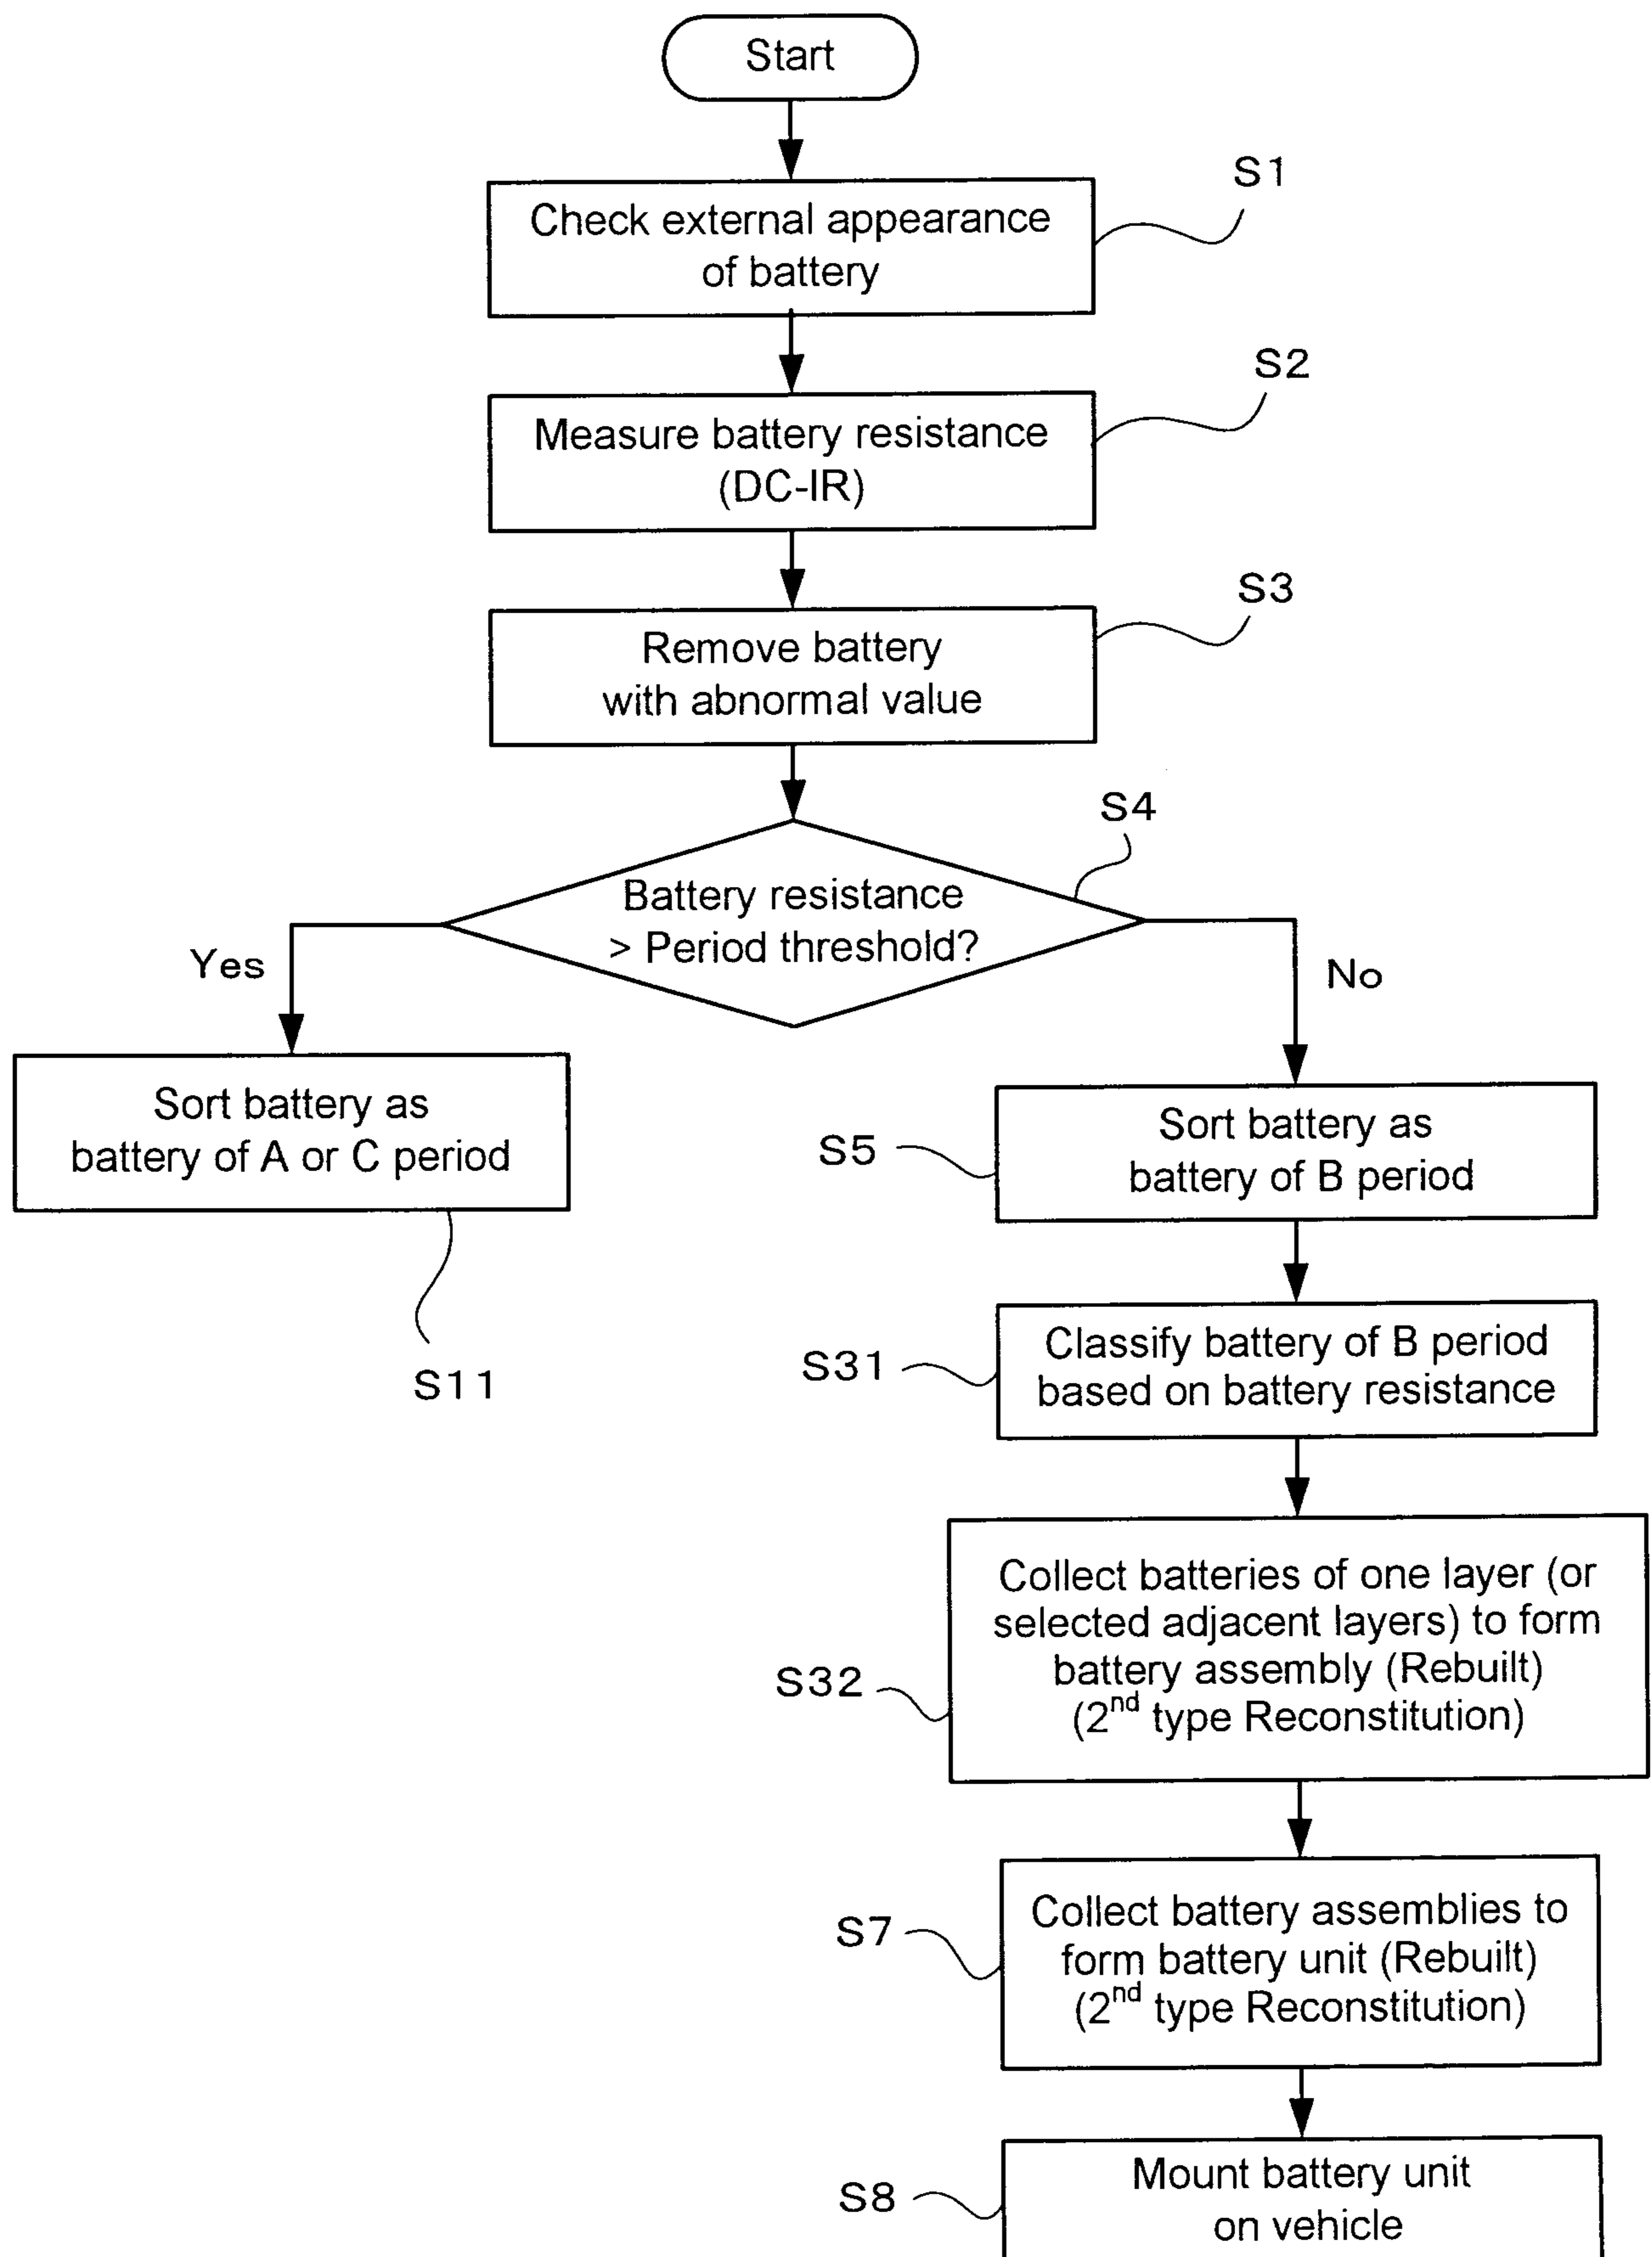 Start
S1
Check external appearance
of battery
S2
Measure battery resistance
(DC-IR)
S3
Remove battery
with abnormal value
S4
Battery resistance
> Period threshold?
Yes
No
Sort battery as
battery of A or C period
S11
S5
Sort battery as
battery of B period
S31
Classify battery of B period
based on battery resistance
S32
Collect batteries of one layer (or
selected adjacent layers) to form
battery assembly (Rebuilt)
(2nd type Reconstitution)
S7
Collect battery assemblies to
form battery unit (Rebuilt)
(2nd type Reconstitution)
S8
Mount battery unit
on vehicle